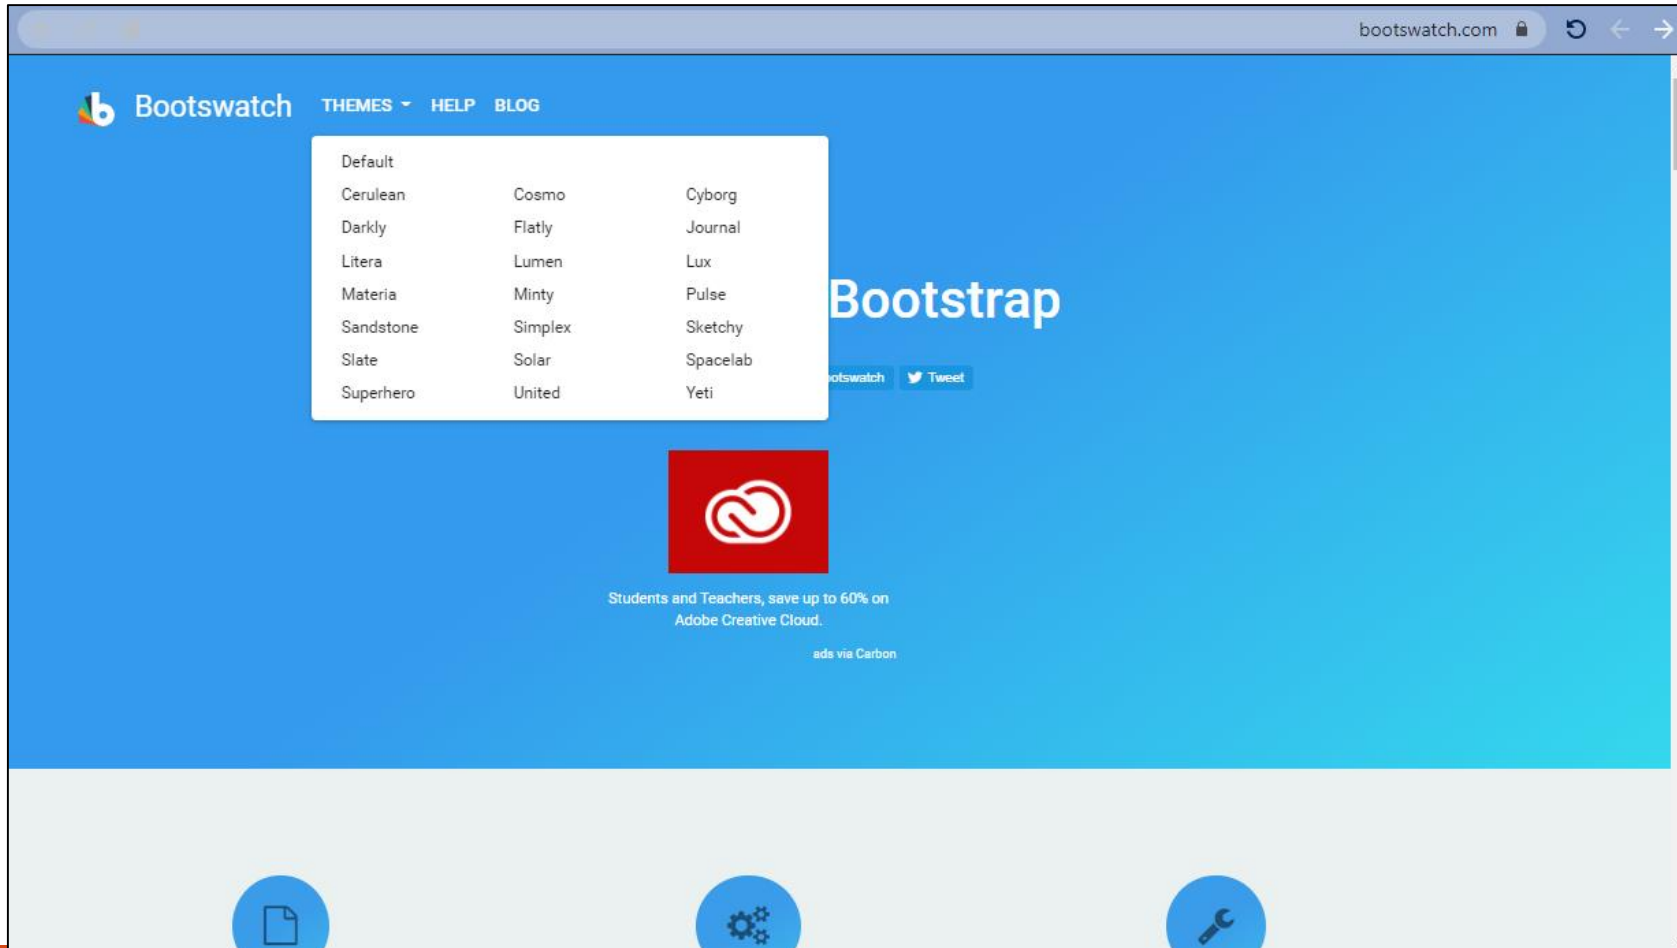 bootswatch.com
Bootswatch THEMES HELP BLOG
Default
Cerulean Cosmo Cyborg
Darkly Flatly Journal
Litera Lumen Lux
Materia Minty Pulse
Sandstone Simplex Sketchy
Slate Solar Spacelab
Superhero United Yeti
Bootstrap
otswatch Tweet
Students and Teachers, save up to 60% on
Adobe Creative Cloud.
ads via Carbon